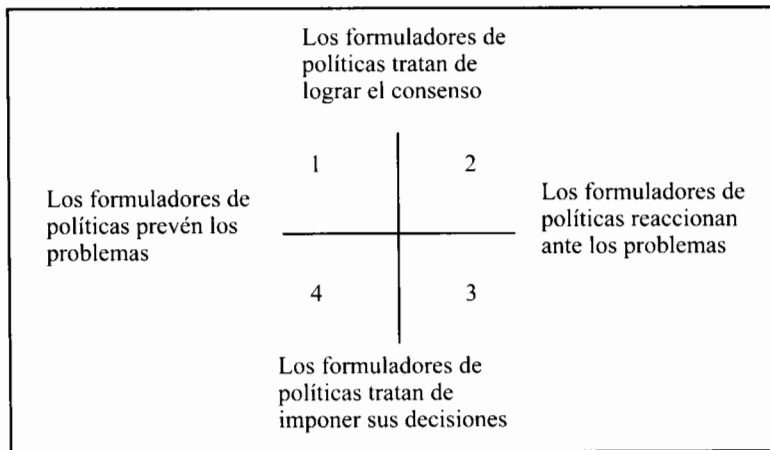 Los formuladores de
políticas tratan de
lograr el consenso
1 2
Los formuladores de
políticas prevén los
problemas
Los formuladores de
políticas reaccionan
ante los problemas
4 3
Los formuladores de
políticas tratan de
imponer sus decisiones